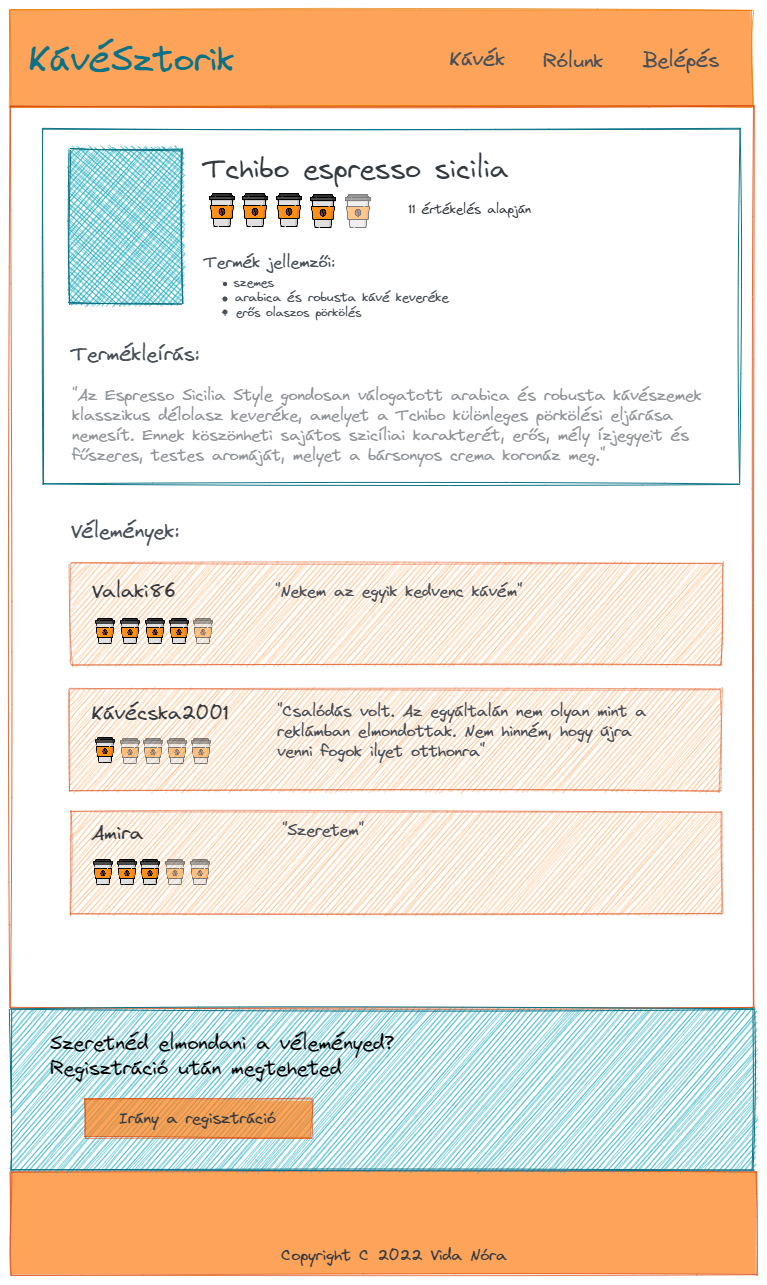 KávéSztorik
Kávék Rólunk Belépés
Tchibo espresso sicilia
11 értékelés alapján
Termék jellemzői:
• szemes
• arabica és robusta kávé keveréke
• erős olaszos pörkölés
Termékleírás:
"Az Espresso Sicilia Style gondosan válogatott arabica és robusta kávészemek
klasszikus délolasz keveréke, amelyet a Tchibo különleges pörkölési eljárása
nemesít. Ennek köszönheti sajátos szicíliai karakterét, erős, mély ízjegyeit és
fűszeres, testes aromáját, melyet a bársonyos crema koronáz meg."
Vélemények:
Valaki86
"Nekem az egyik kedvenc kávém"
Kávécska2001
"Csalódás volt. Az egyáltalán nem olyan mint a
reklámban elmondottak. Nem hinném, hogy újra
venni fogok ilyet otthonra"
Amira
"Szeretem"
Szeretnéd elmondani a véleményed?
Regisztráció után megteheted
Irány a regisztráció
Copyright C 2022 Vida Nóra